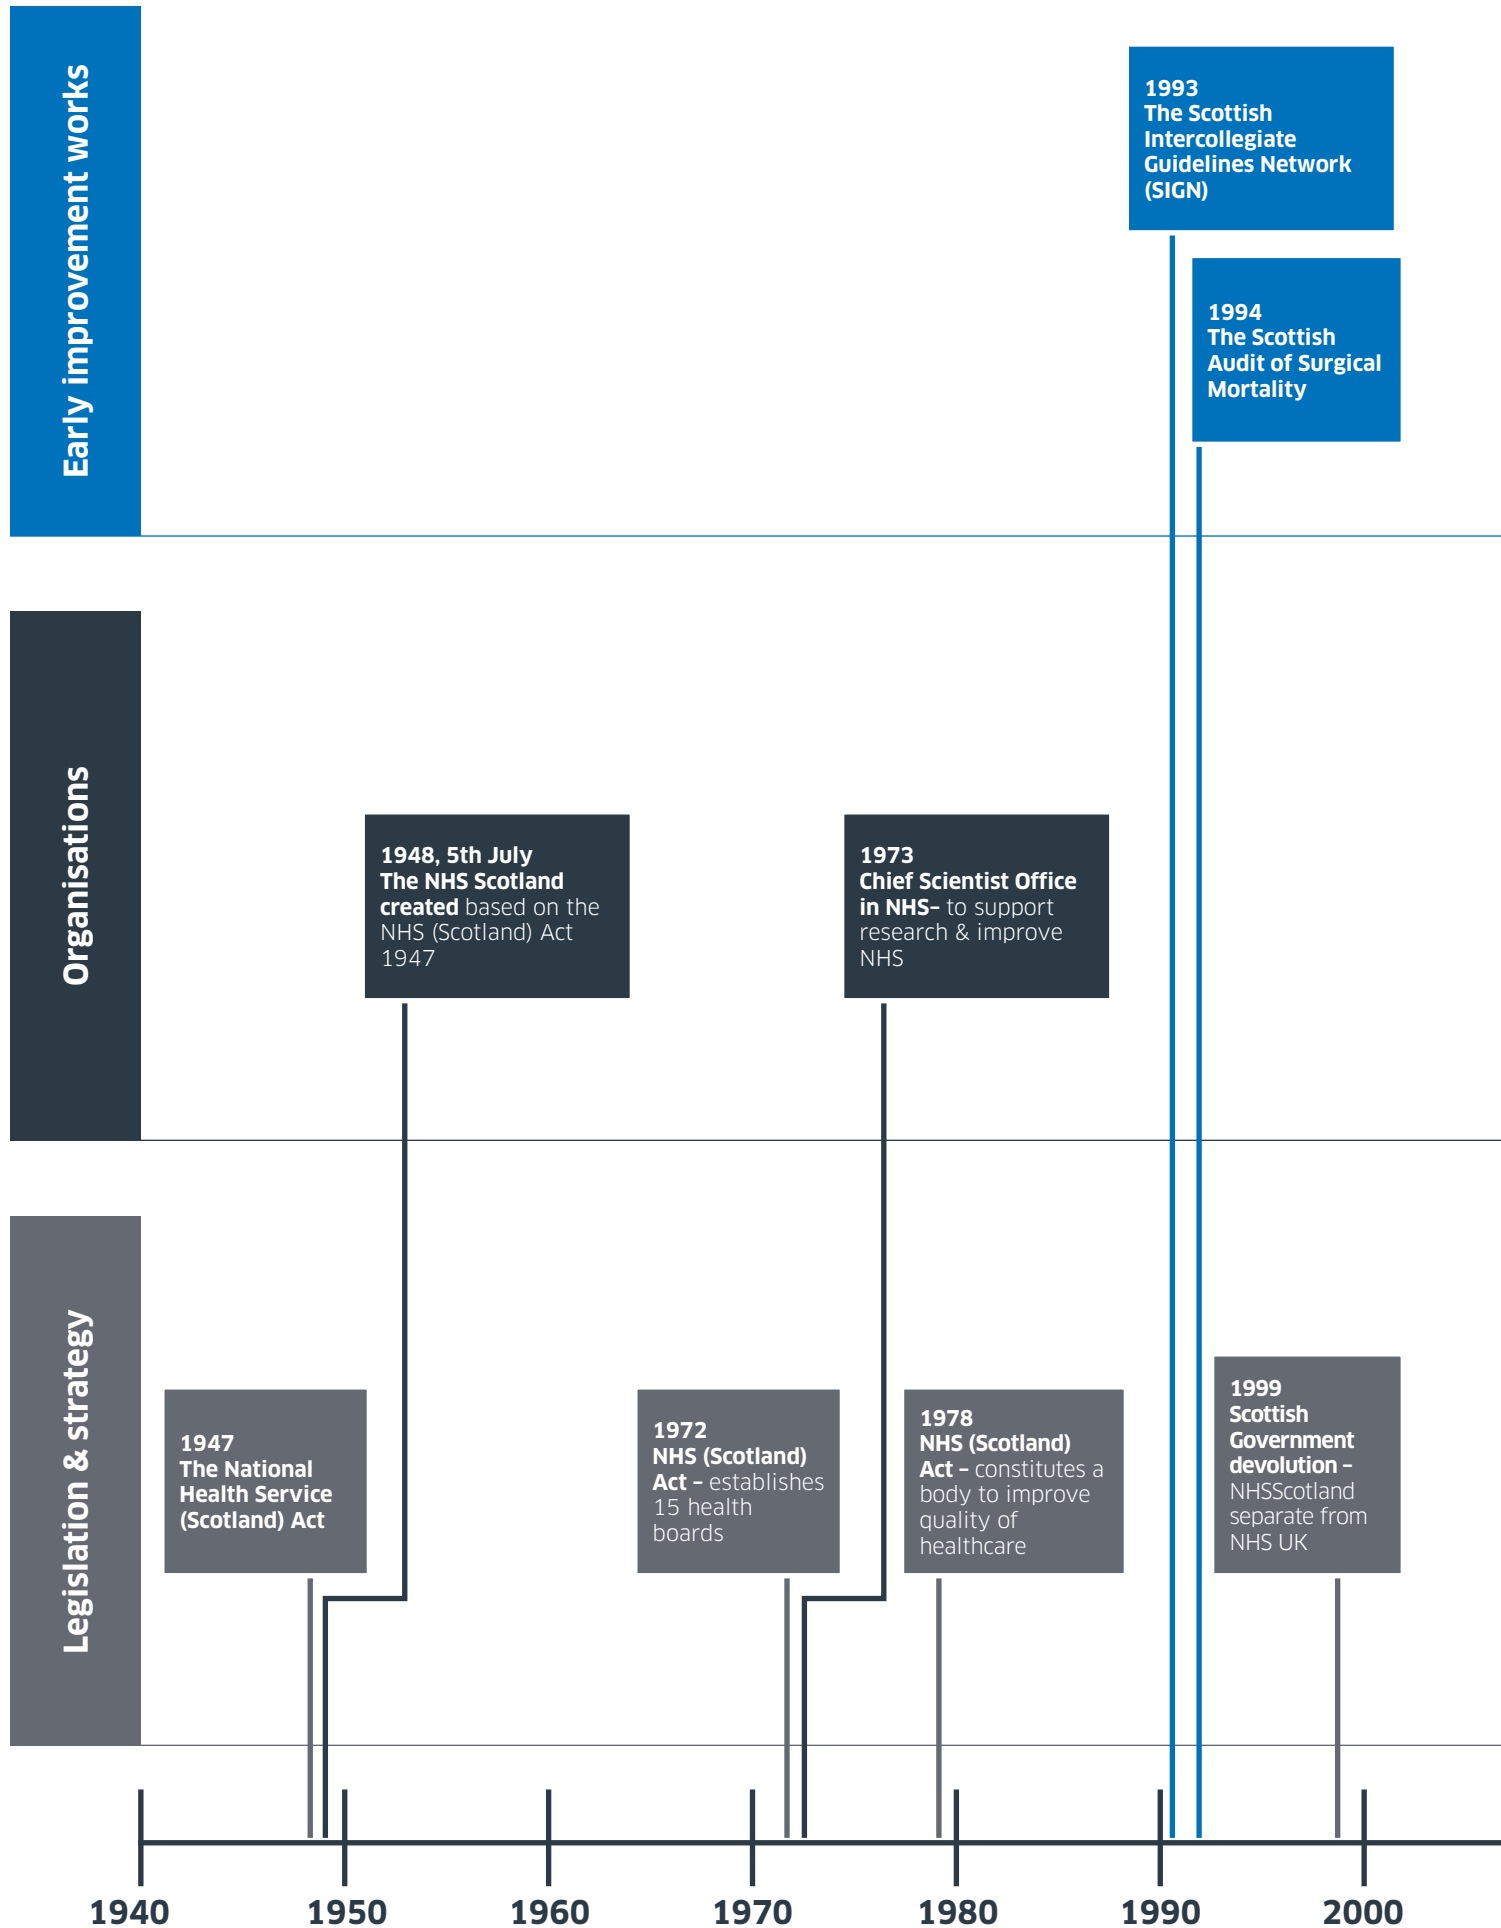 Early improvement works
1993
The Scottish
Intercollegiate
Guidelines Network
(SIGN)
1994
The Scottish
Audit of Surgical
Mortality
Organisations
1948, 5th July
The NHS Scotland
created based on the
NHS (Scotland) Act
1947
1973
Chief Scientist Office
in NHS– to support
research & improve
NHS
Legislation & strategy
1947
The National
Health Service
(Scotland) Act
1972
NHS (Scotland)
Act – establishes
15 health
boards
1978
NHS (Scotland)
Act – constitutes a
body to improve
quality of
healthcare
1999
Scottish
Government
devolution –
NHSScotland
separate from
NHS UK
1940 1950 1960 1970 1980 1990 2000